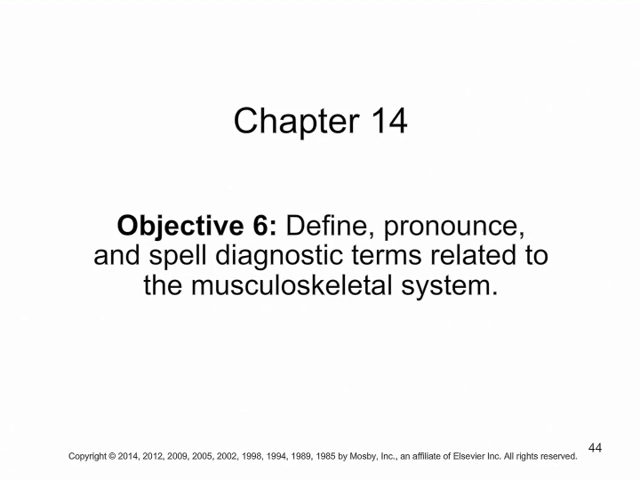 Chapter 14
Objective 6: Define, pronounce,
and spell diagnostic terms related to
the musculoskeletal system.
44
Copyright © 2014, 2012, 2009, 2005, 2002, 1998, 1994, 1989, 1985 by Mosby, Inc., an affiliate of Elsevier Inc. All rights reserved.